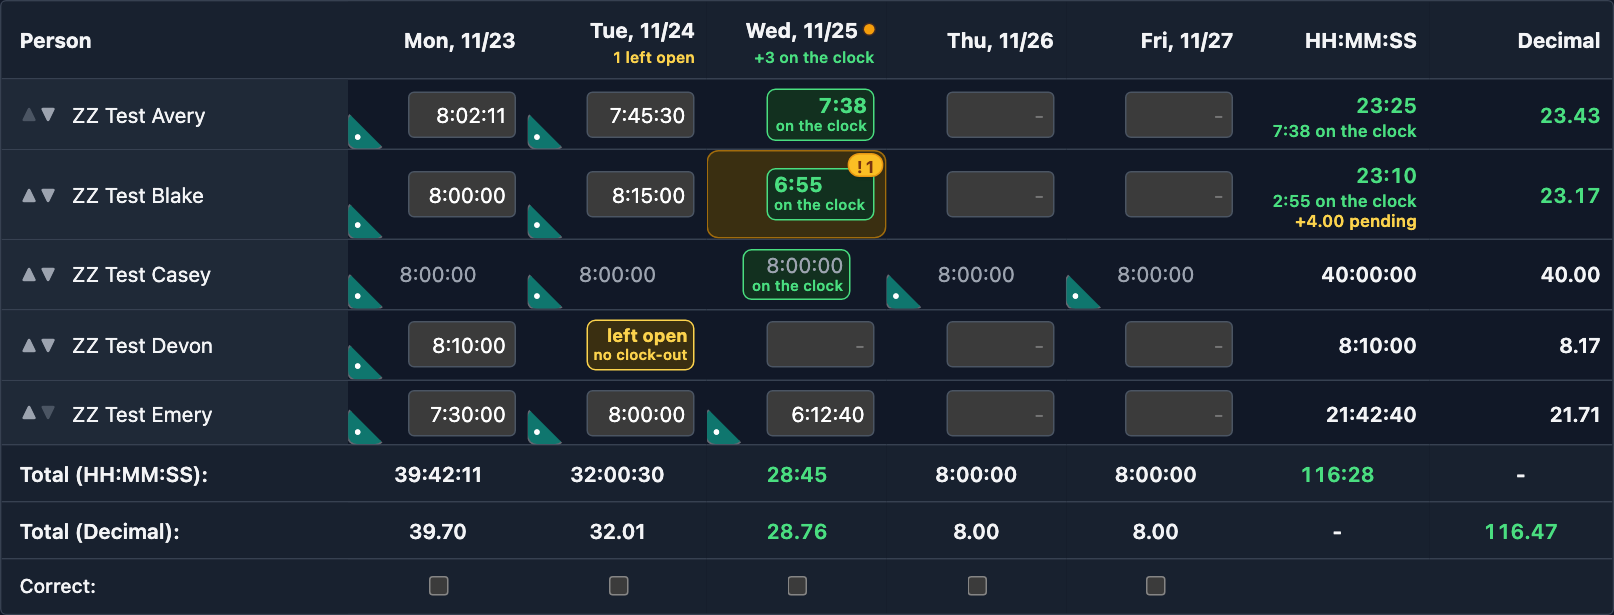 Person Mon, 11/23 Tue, 11/24 Wed, 11/25 Thu, 11/26 Fri, 11/27 HH:MM:SS Decimal
1 left open +3 on the clock
ZZ Test Avery 8:02:11 7:45:30 7:38 - - 23:25 23.43
on the clock 7:38 on the clock
ZZ Test Blake 8:00:00 8:15:00 6:55 !1 - - 23:10 23.17
on the clock 2:55 on the clock
+4.00 pending
ZZ Test Casey 8:00:00 8:00:00 8:00:00 8:00:00 8:00:00 40:00:00 40.00
on the clock
ZZ Test Devon 8:10:00 left open - - - 8:10:00 8.17
no clock-out
ZZ Test Emery 7:30:00 8:00:00 6:12:40 - - 21:42:40 21.71
Total (HH:MM:SS): 39:42:11 32:00:30 28:45 8:00:00 8:00:00 116:28 -
Total (Decimal): 39.70 32.01 28.76 8.00 8.00 - 116.47
Correct: